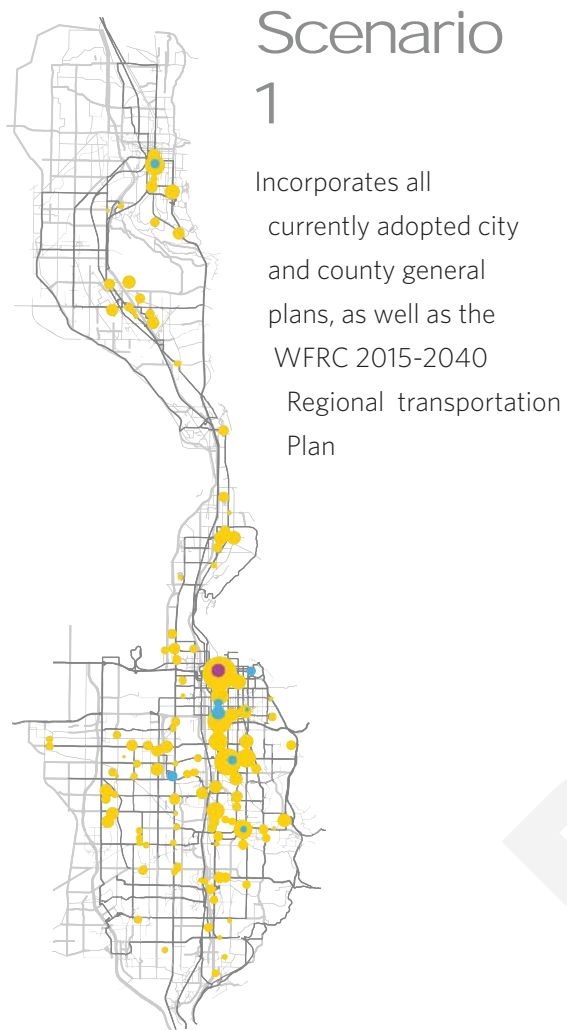 Scenario
1
Incorporates all
currently adopted city
and county general
plans, as well as the
WFRC 2015-2040
Regional transportation
Plan